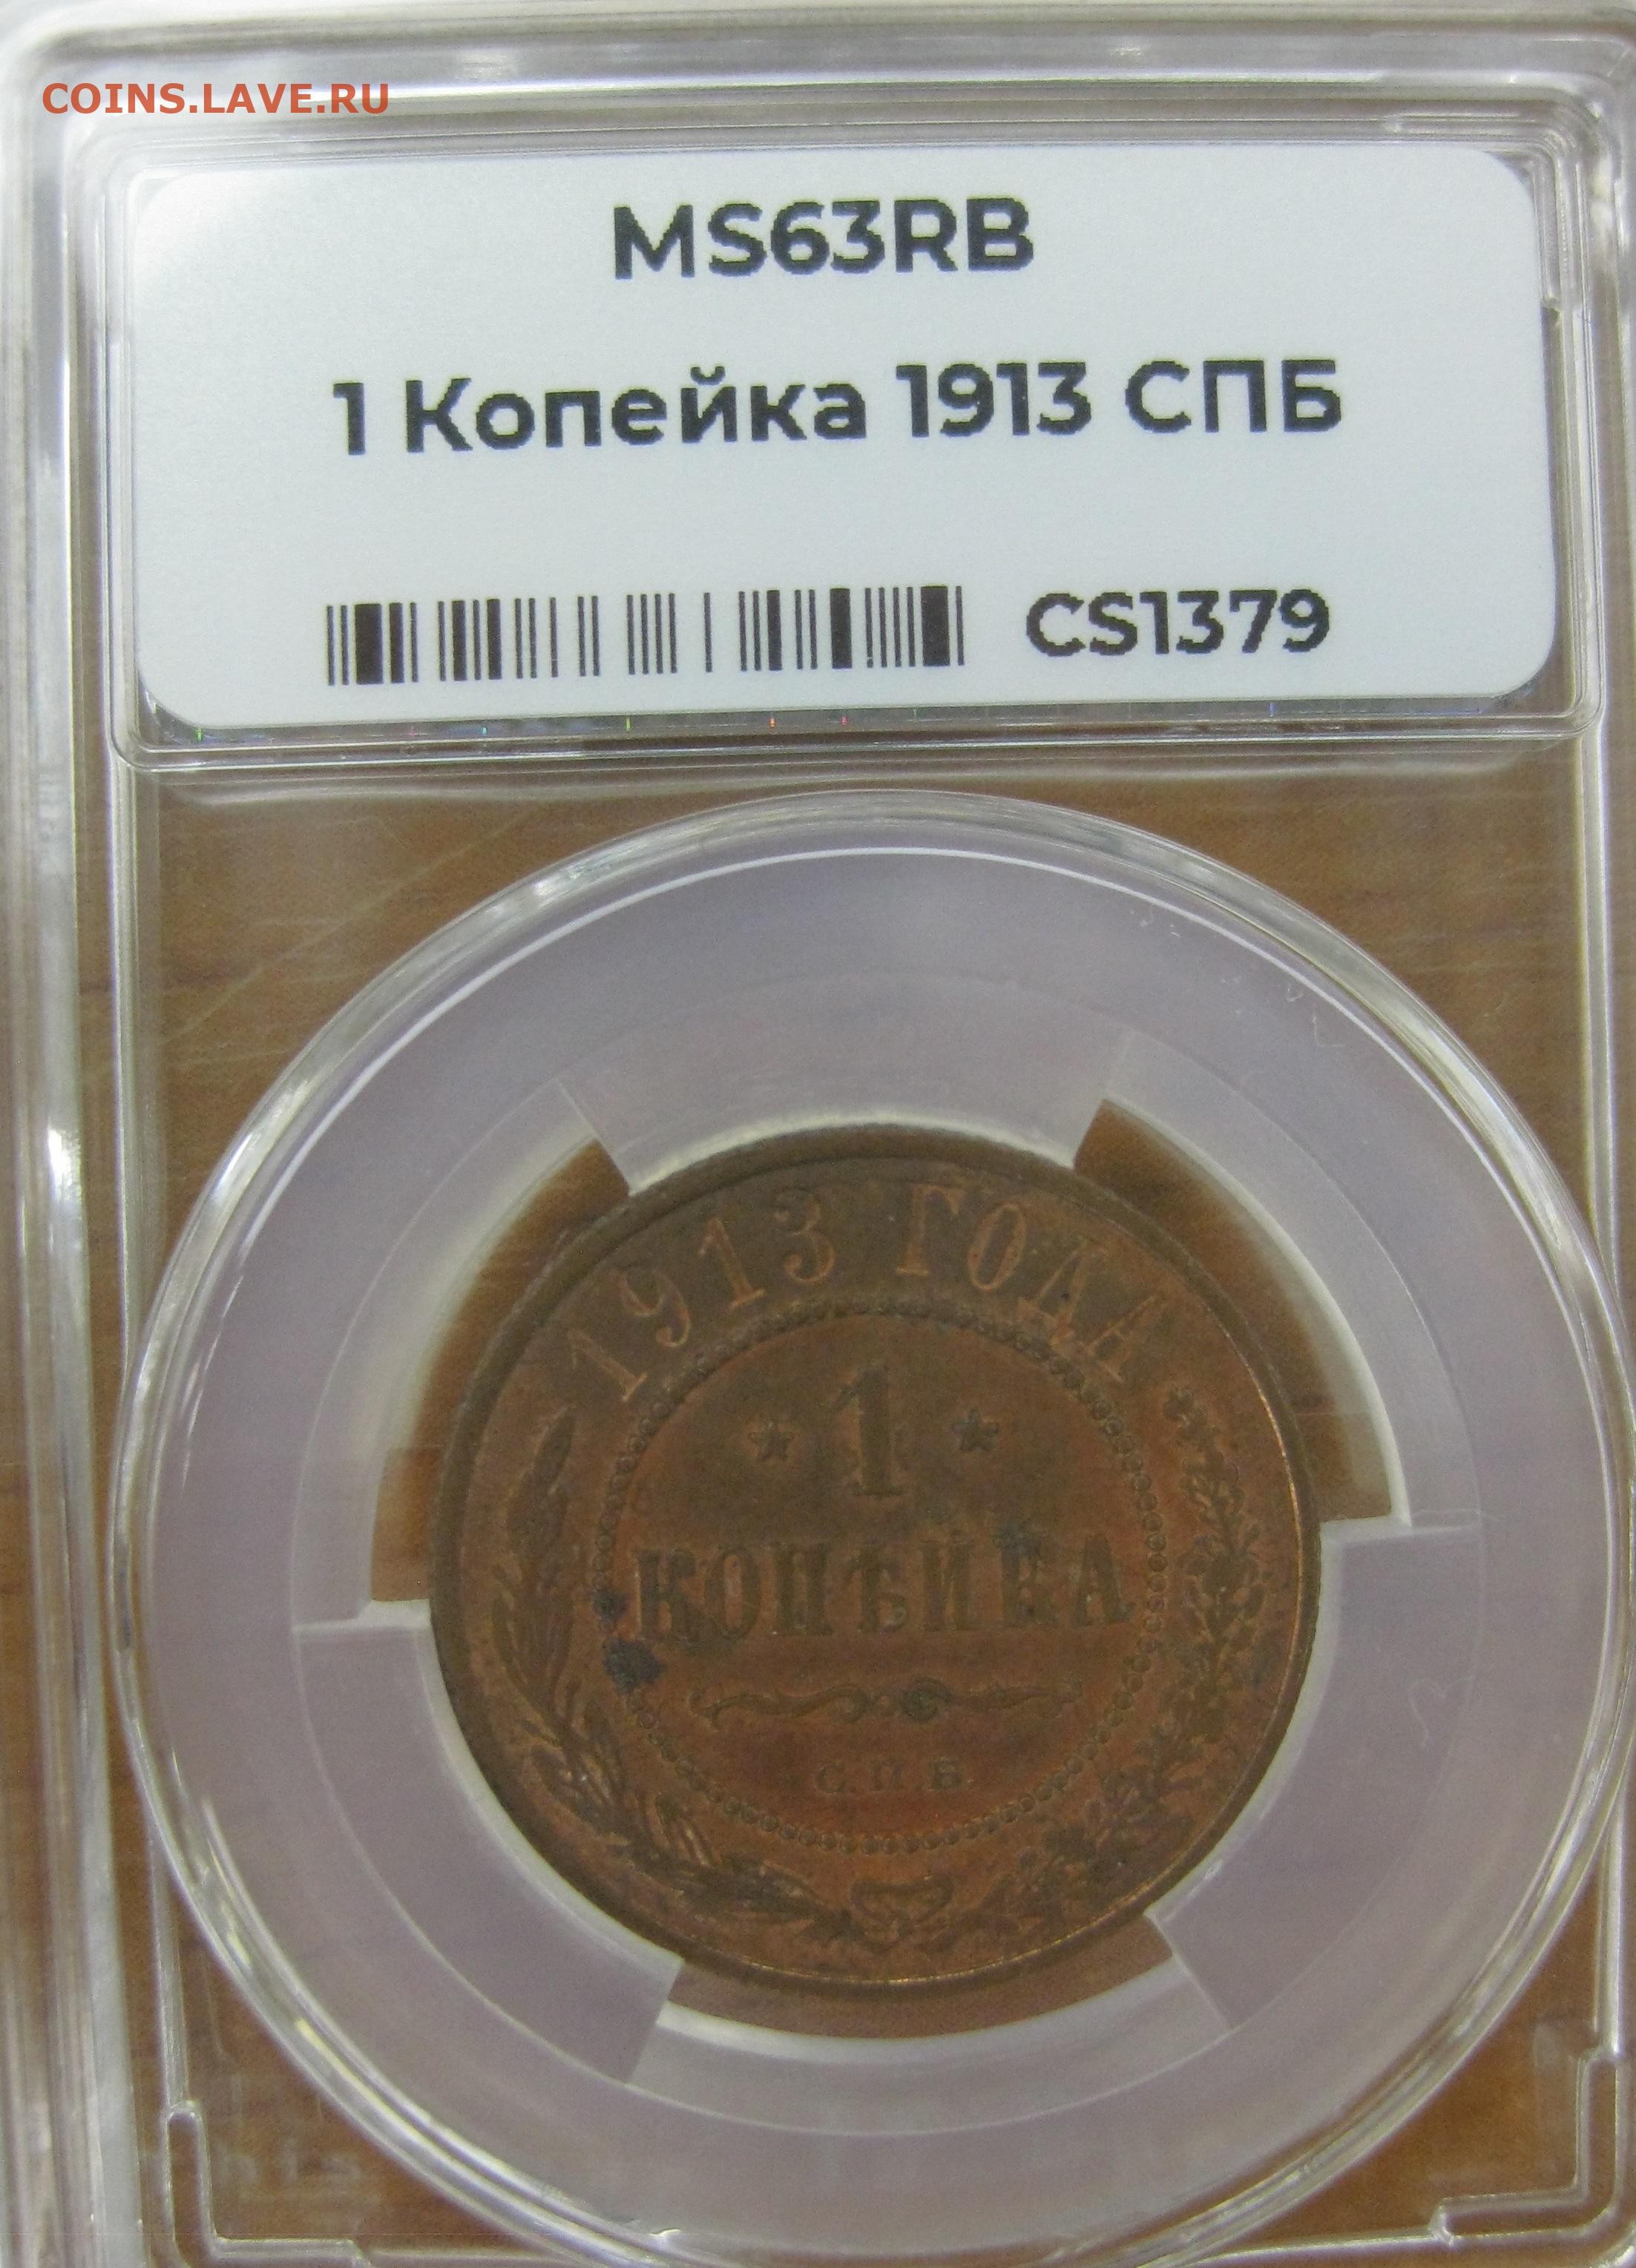 COINS.LAVE.RU
MS63RB
1 Копейка 1913 СПБ
CS1379
1913 ГОДА
1
КОПѢЙКА
С.П.Б.